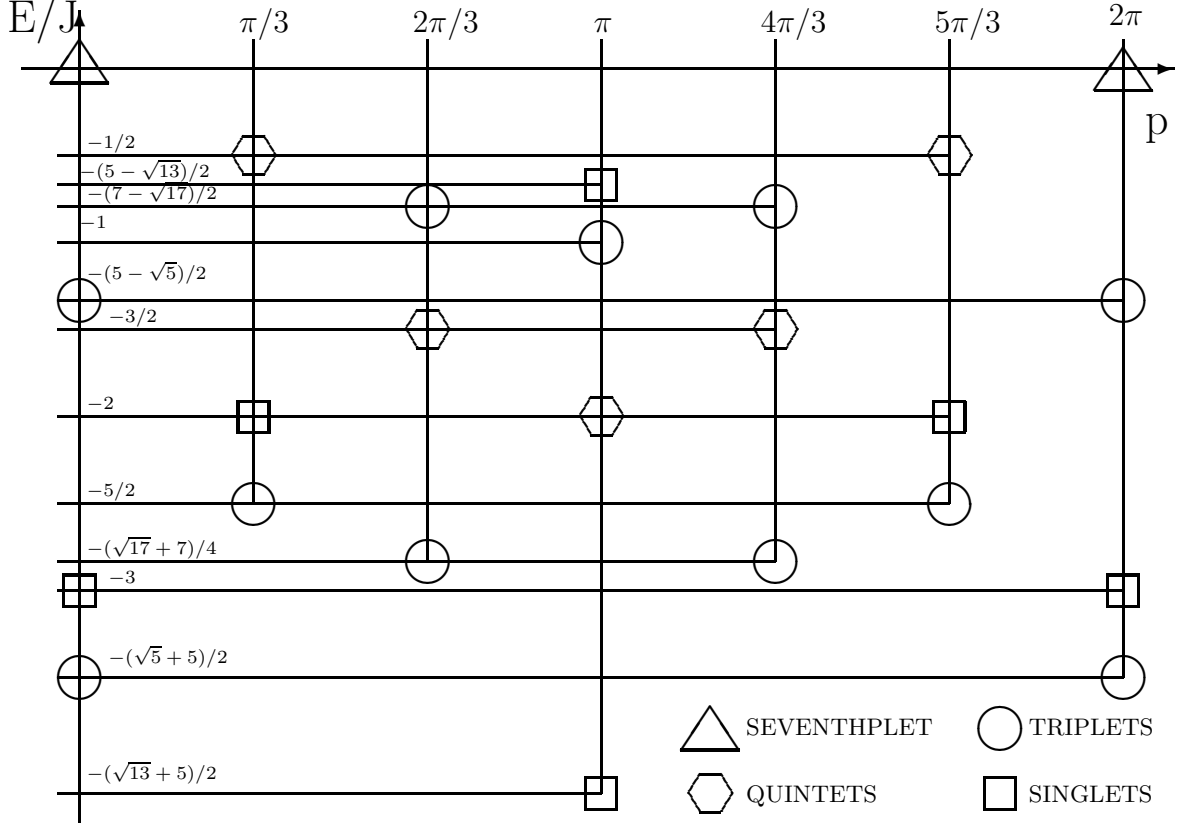 E/J π/3 2π/3 π 4π/3 5π/3 2π
p
−1/2
−(5 − √13)/2
−(7 − √17)/2
−1
−(5 − √5)/2
−3/2
−2
−5/2
−(√17 + 7)/4
−3
−(√5 + 5)/2
SEVENTHPLET TRIPLETS
−(√13 + 5)/2
QUINTETS SINGLETS